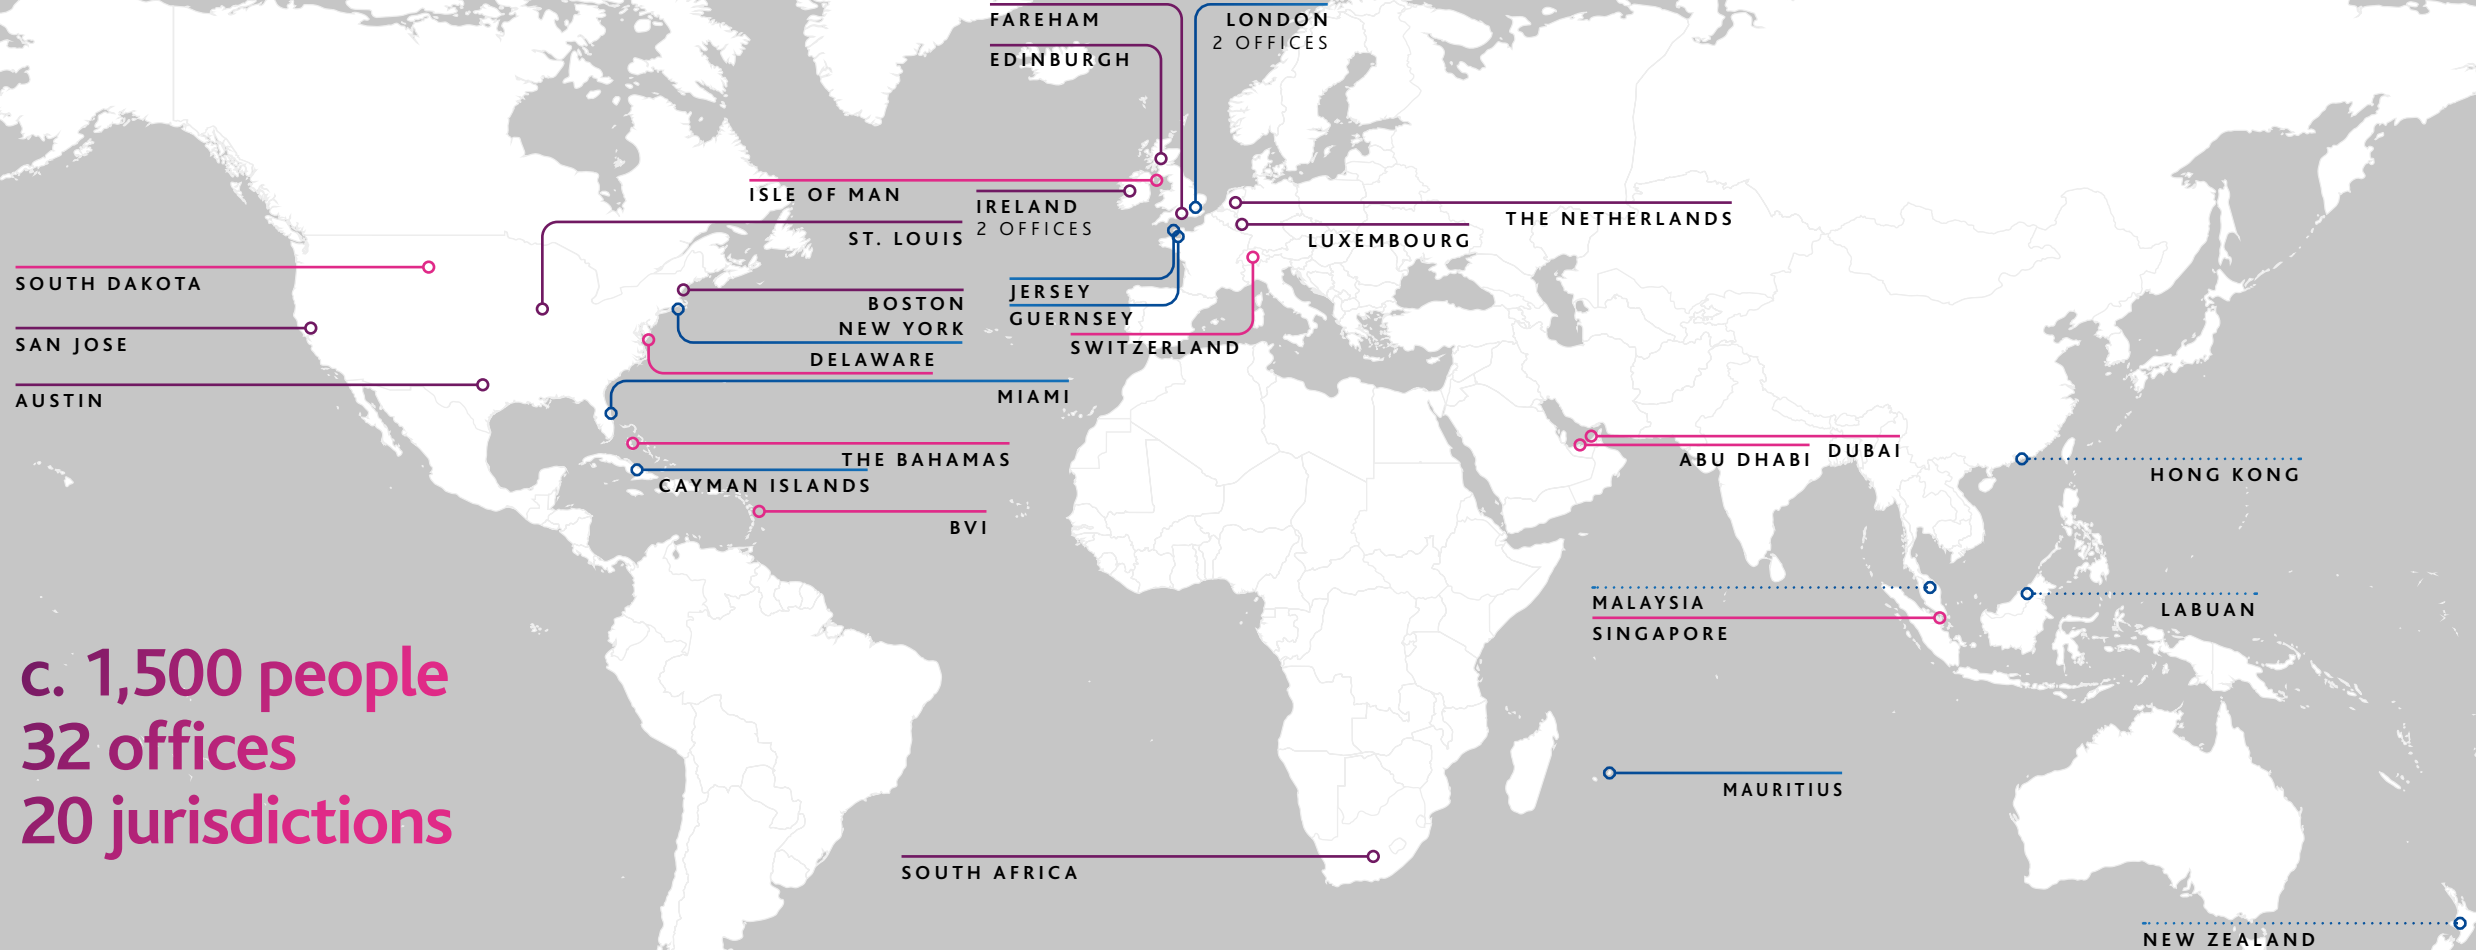 FAREHAM
LONDON
2 OFFICES
EDINBURGH
ISLE OF MAN
IRELAND
2 OFFICES
THE NETHERLANDS
ST. LOUIS
LUXEMBOURG
SOUTH DAKOTA
BOSTON
JERSEY
NEW YORK
GUERNSEY
SAN JOSE
SWITZERLAND
DELAWARE
AUSTIN
MIAMI
THE BAHAMAS
ABU DHABI
DUBAI
HONG KONG
CAYMAN ISLANDS
BVI
MALAYSIA
LABUAN
SINGAPORE
c. 1,500 people
32 offices
20 jurisdictions
MAURITIUS
SOUTH AFRICA
NEW ZEALAND